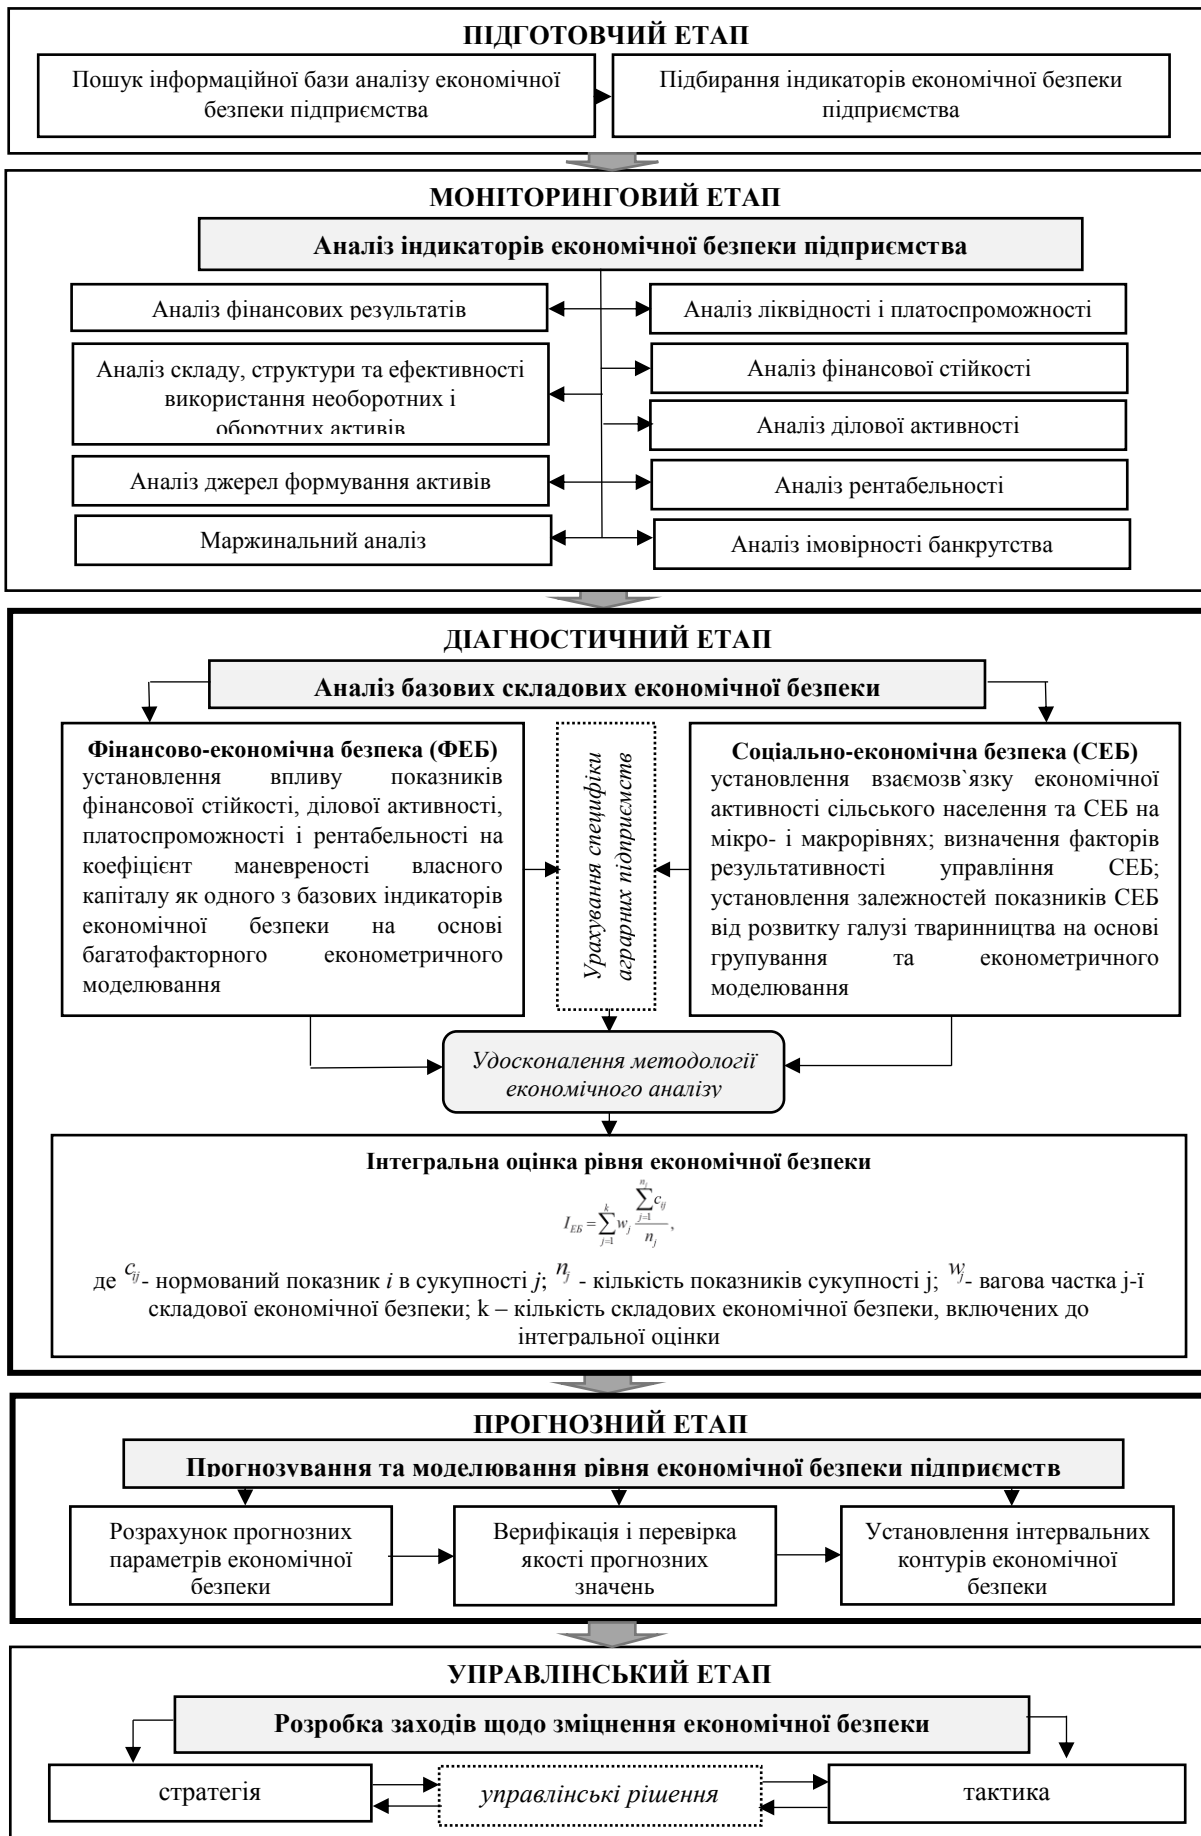 ПІДГОТОВЧИЙ ЕТАП
Пошук інформаційної бази аналізу економічної
безпеки підприємства
Підбирання індикаторів економічної безпеки
підприємства
МОНІТОРИНГОВИЙ ЕТАП
Аналіз індикаторів економічної безпеки підприємства
Аналіз фінансових результатів
Аналіз ліквідності і платоспроможності
Аналіз складу, структури та ефективності
використання необоротних і
оборотних активів
Аналіз фінансової стійкості
Аналіз ділової активності
Аналіз джерел формування активів
Аналіз рентабельності
Маржинальний аналіз
Аналіз імовірності банкрутства
ДІАГНОСТИЧНИЙ ЕТАП
Аналіз базових складових економічної безпеки
Фінансово-економічна безпека (ФЕБ)
установлення впливу показників
фінансової стійкості, ділової активності,
платоспроможності і рентабельності на
коефіцієнт маневреності власного
капіталу як одного з базових індикаторів
економічної безпеки на основі
багатофакторного економетричного
моделювання
Урахування специфіки
аграрних підприємств
Соціально-економічна безпека (СЕБ)
установлення взаємозв`язку економічної
активності сільського населення та СЕБ на
мікро- і макрорівнях; визначення факторів
результативності управління СЕБ;
установлення залежностей показників СЕБ
від розвитку галузі тваринництва на основі
групування та економетричного
моделювання
Удосконалення методології
економічного аналізу
Інтегральна оцінка рівня економічної безпеки
I_{ЕБ} = \sum_{j=1}^{k} w_j \frac{\sum_{j=1}^{n_j} c_{ij}}{n_j},
де c_{ij} - нормований показник i в сукупності j; n_j - кількість показників сукупності j; w_j - вагова частка j-ї
складової економічної безпеки; k – кількість складових економічної безпеки, включених до
інтегральної оцінки
ПРОГНОЗНИЙ ЕТАП
Прогнозування та моделювання рівня економічної безпеки підприємств
Розрахунок прогнозних
параметрів економічної
безпеки
Верифікація і перевірка
якості прогнозних
значень
Установлення інтервальних
контурів економічної
безпеки
УПРАВЛІНСЬКИЙ ЕТАП
Розробка заходів щодо зміцнення економічної безпеки
стратегія
управлінські рішення
тактика